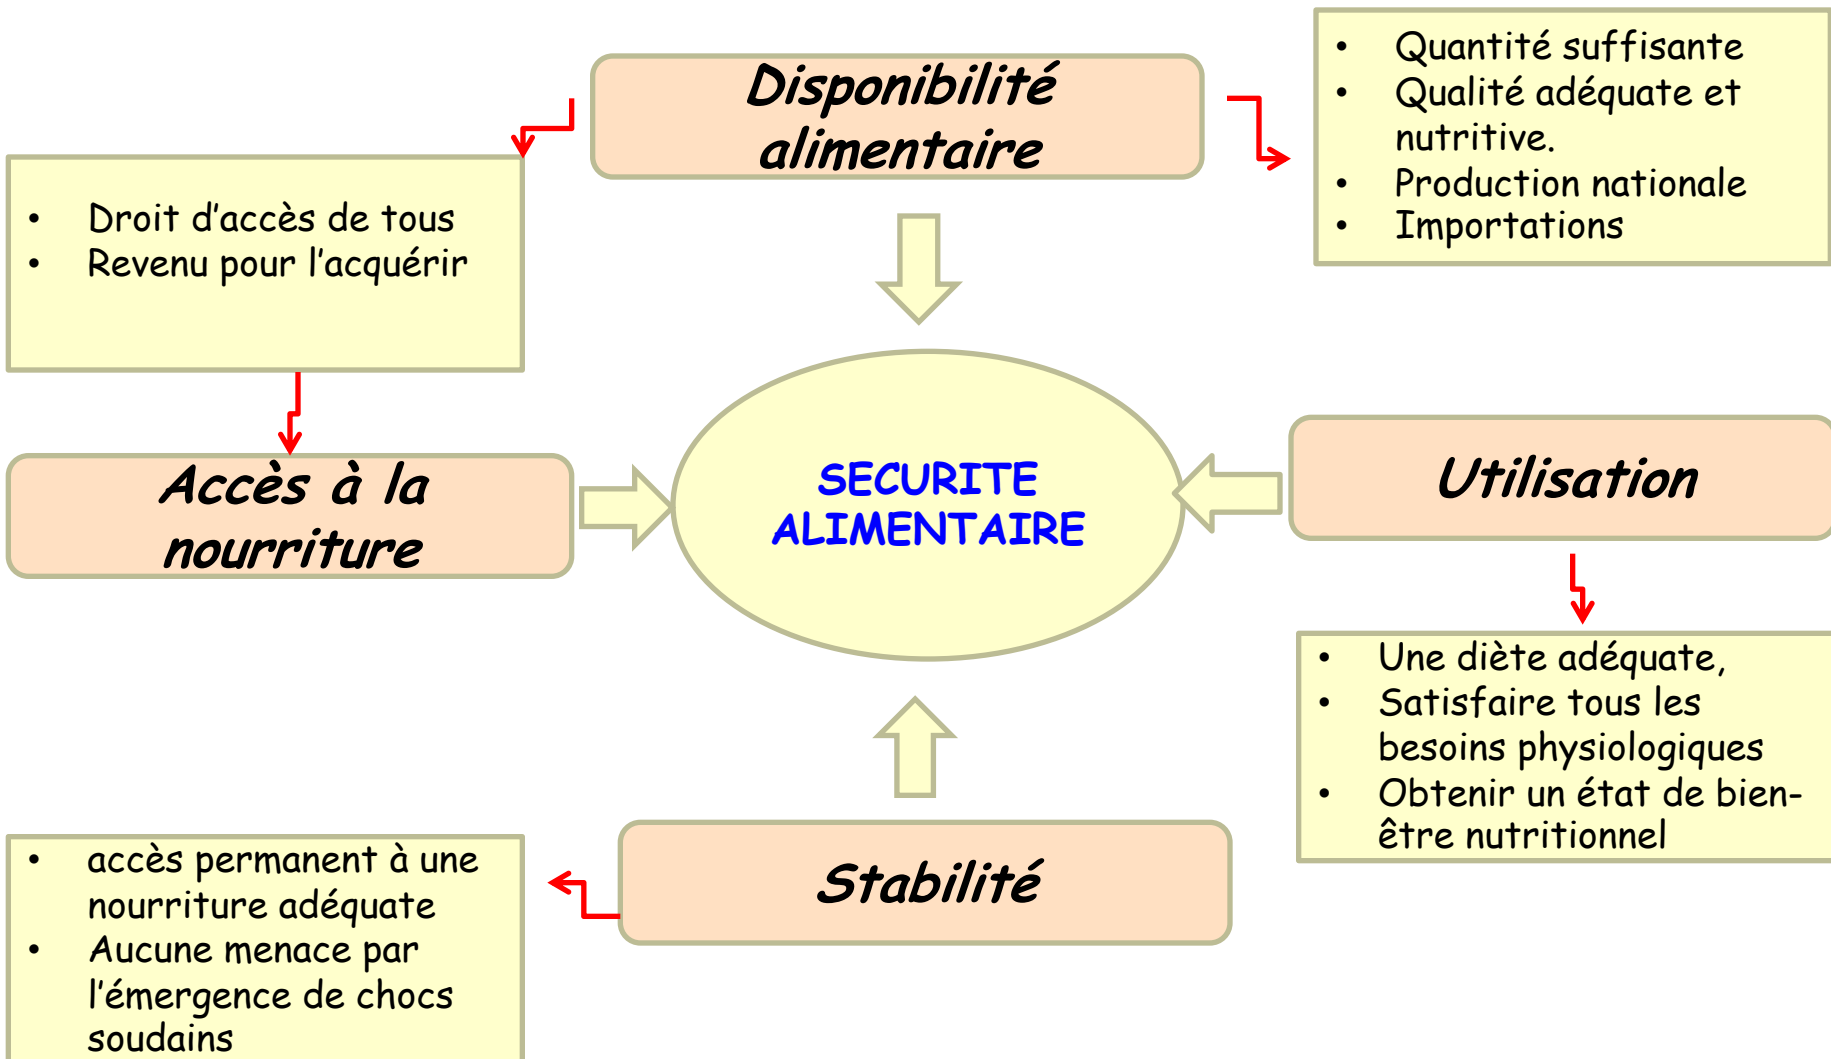 Disponibilité
alimentaire
• Quantité suffisante
• Qualité adéquate et
nutritive.
• Production nationale
• Importations
• Droit d'accès de tous
• Revenu pour l'acquérir
Accès à la
nourriture
SECURITE
ALIMENTAIRE
Utilisation
• Une diète adéquate,
• Satisfaire tous les
besoins physiologiques
• Obtenir un état de bien-
être nutritionnel
Stabilité
• accès permanent à une
nourriture adéquate
• Aucune menace par
l'émergence de chocs
soudains